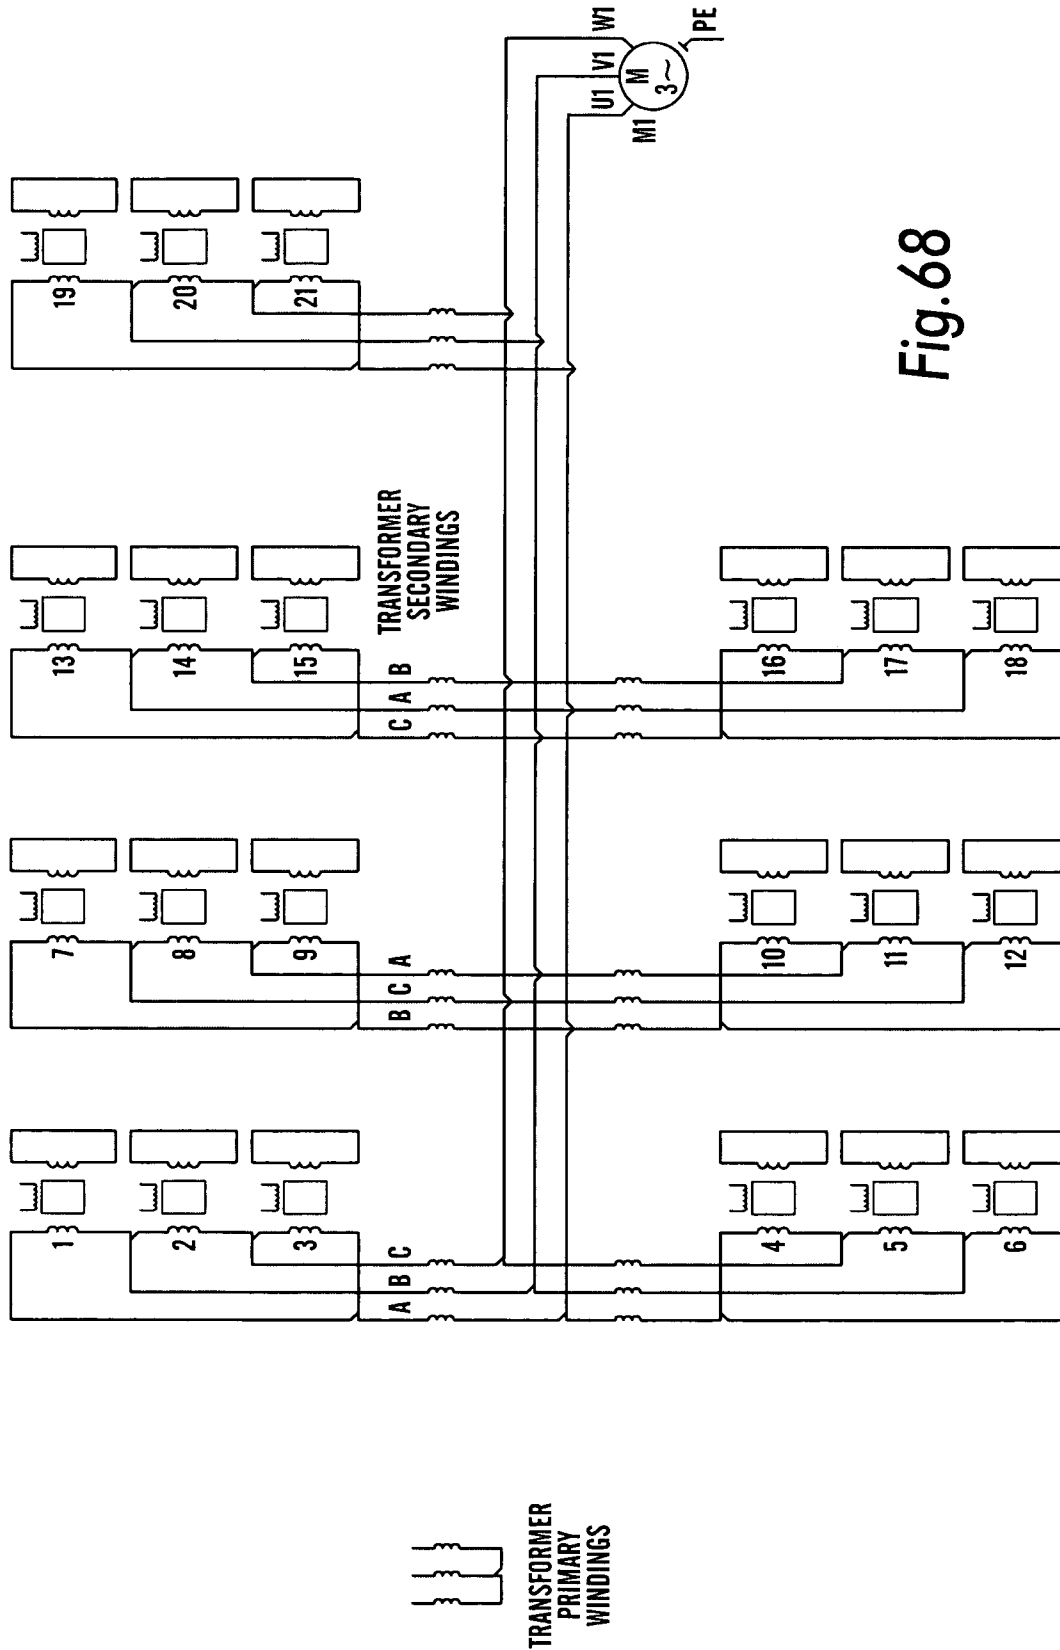 W1
V1
U1
M
3~
M1
PE
19
20
21
Fig.68
13
14
15
TRANSFORMER
SECONDARY
WINDINGS
C A B
16
17
18
7
8
9
B C A
10
11
12
1
2
3
A B C
4
5
6
TRANSFORMER
PRIMARY
WINDINGS